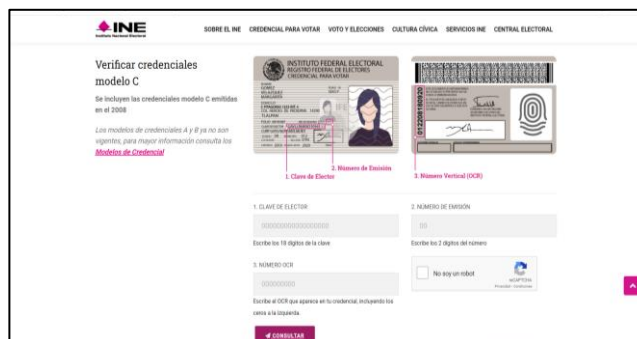 INE
Instituto Nacional Electoral
SOBRE EL INE CREDENCIAL PARA VOTAR VOTO Y ELECCIONES CULTURA CÍVICA SERVICIOS INE CENTRAL ELECTORAL
Verificar credenciales
modelo C
Se incluyen las credenciales modelo C emitidas
en el 2008
Los modelos de credenciales A y B ya no son
vigentes, para mayor información consulta los
Modelos de Credencial
INSTITUTO FEDERAL ELECTORAL
REGISTRO FEDERAL DE ELECTORES
CREDENCIAL PARA VOTAR
GOMEZ
VELAZQUEZ
MARGARITA
TLALPAN
2. Número de Emisión
1. Clave de Elector
3. Número Vertical (OCR)
1. CLAVE DE ELECTOR
Escribe los 18 dígitos de la clave
2. NÚMERO DE EMISIÓN
00
Escribe los 2 dígitos del número
3. NÚMERO OCR
Escribe el OCR que aparece en tu credencial, incluyendo los
ceros a la izquierda.
No soy un robot
reCAPTCHA
CONSULTAR